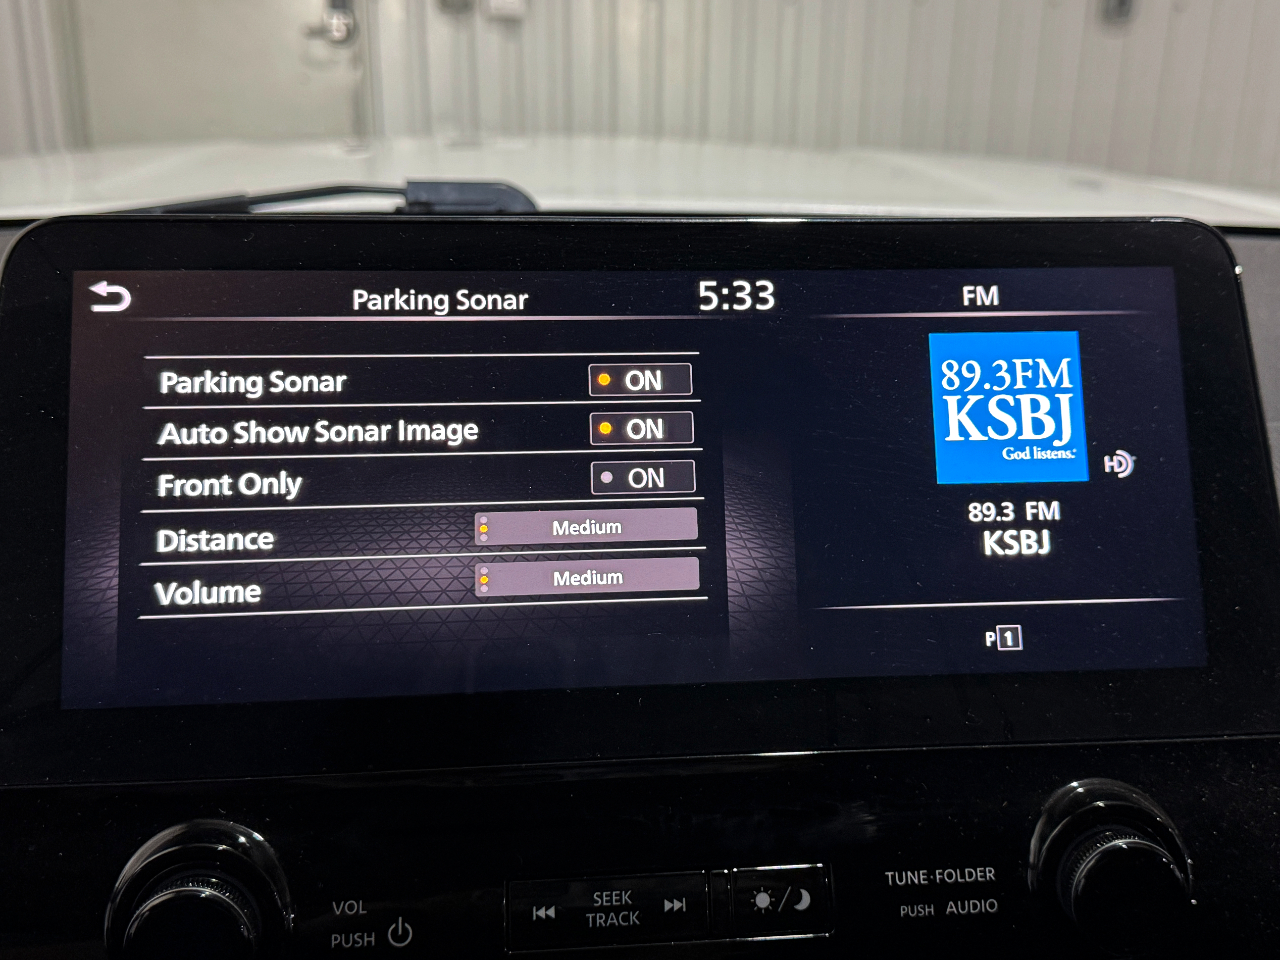 Parking Sonar
5:33
FM
Parking Sonar ON
Auto Show Sonar Image ON
Front Only ON
Distance Medium
Volume Medium
89.3FM
KSBJ
God listens.
HD
89.3 FM
KSBJ
P 1
VOL
PUSH
SEEK
TRACK
TUNE·FOLDER
PUSH AUDIO